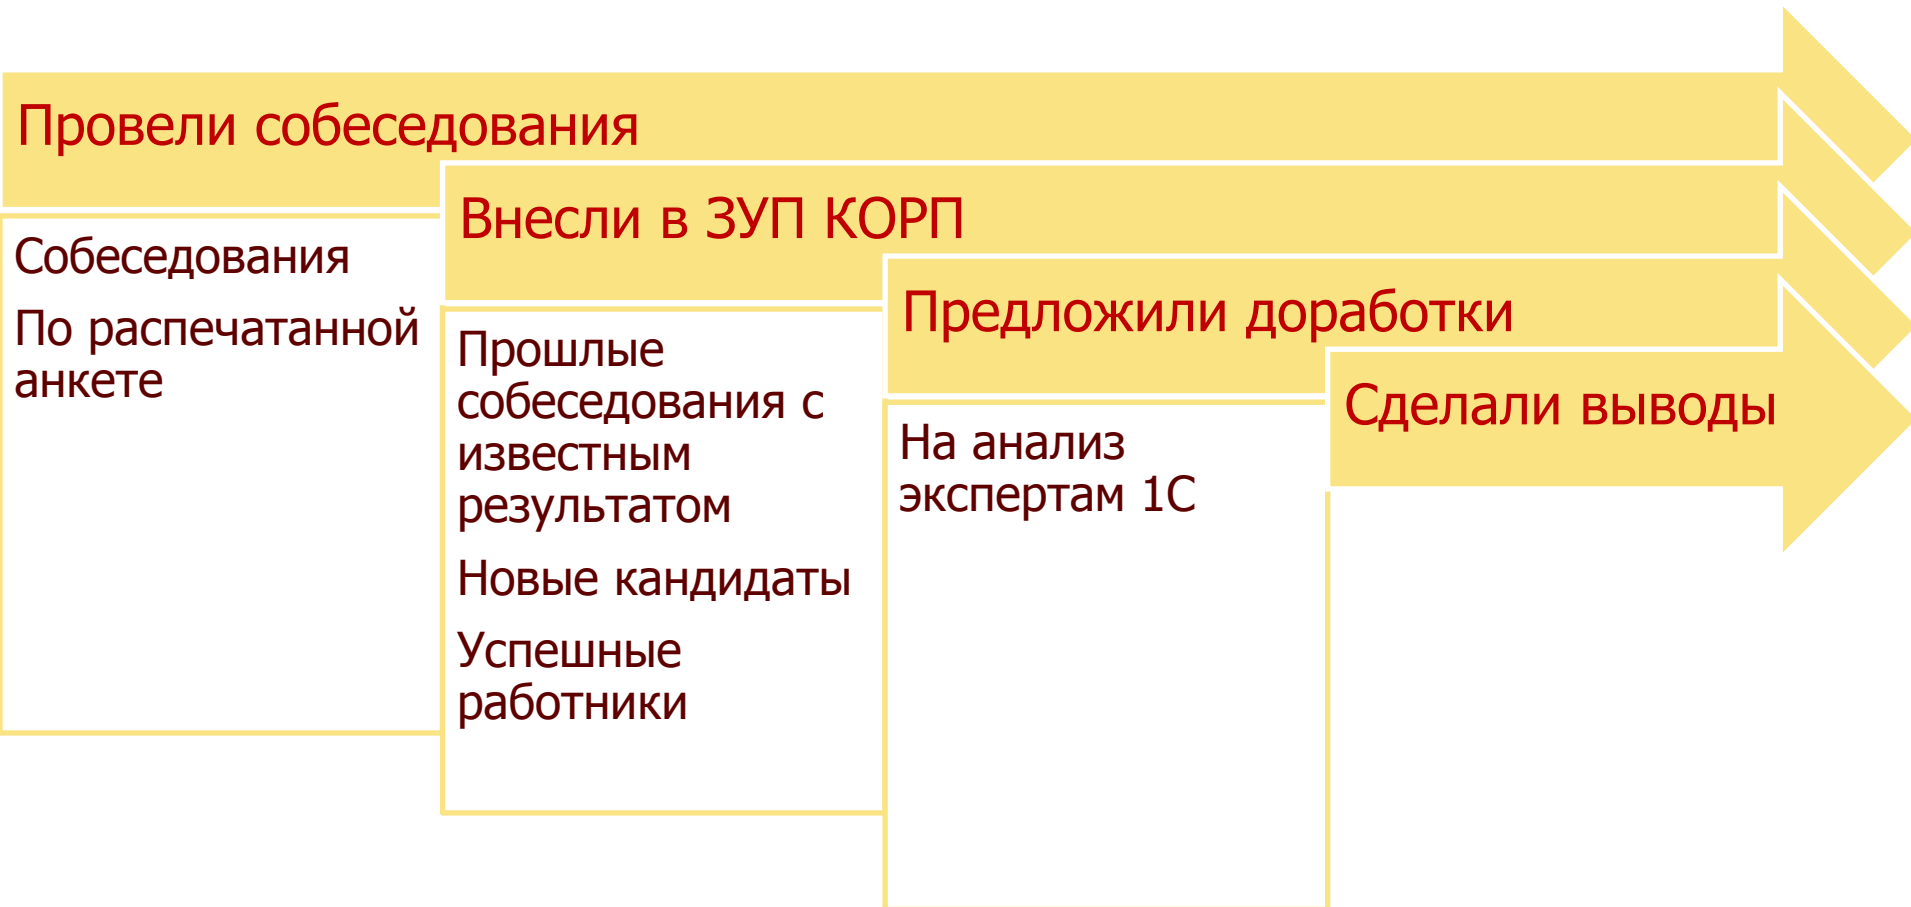 Провели собеседования
Собеседования
По распечатанной
анкете
Внесли в ЗУП КОРП
Прошлые
собеседования с
известным
результатом
Новые кандидаты
Успешные
работники
Предложили доработки
На анализ
экспертам 1С
Сделали выводы